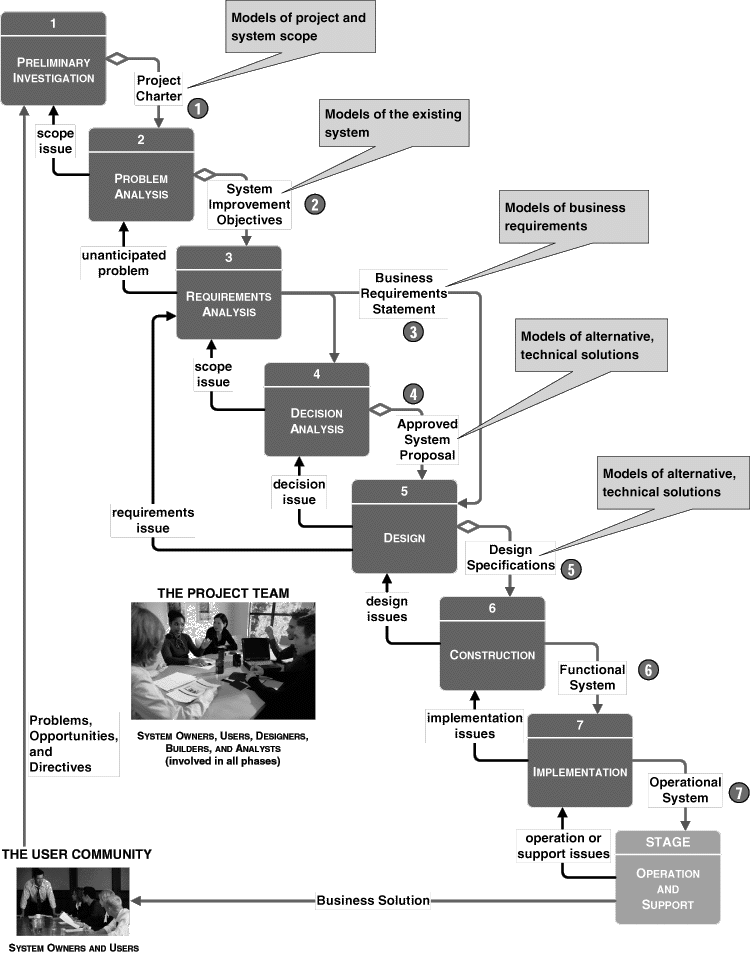 1
PRELIMINARY
INVESTIGATION
Models of project and
system scope
Project
Charter
1
scope
issue
2
PROBLEM
ANALYSIS
Models of the existing
system
System
Improvement
Objectives
2
unanticipated
problem
3
REQUIREMENTS
ANALYSIS
Models of business
requirements
Business
Requirements
Statement
3
scope
issue
4
DECISION
ANALYSIS
Models of alternative,
technical solutions
4
Approved
System
Proposal
decision
issue
requirements
issue
5
DESIGN
Models of alternative,
technical solutions
Design
Specifications
5
design
issues
6
CONSTRUCTION
Functional
System
6
THE PROJECT TEAM
SYSTEM OWNERS, USERS, DESIGNERS,
BUILDERS, AND ANALYSTS
(involved in all phases)
implementation
issues
7
IMPLEMENTATION
Operational
System
7
Problems,
Opportunities,
and
Directives
operation or
support issues
STAGE
OPERATION
AND
SUPPORT
THE USER COMMUNITY
Business Solution
SYSTEM OWNERS AND USERS